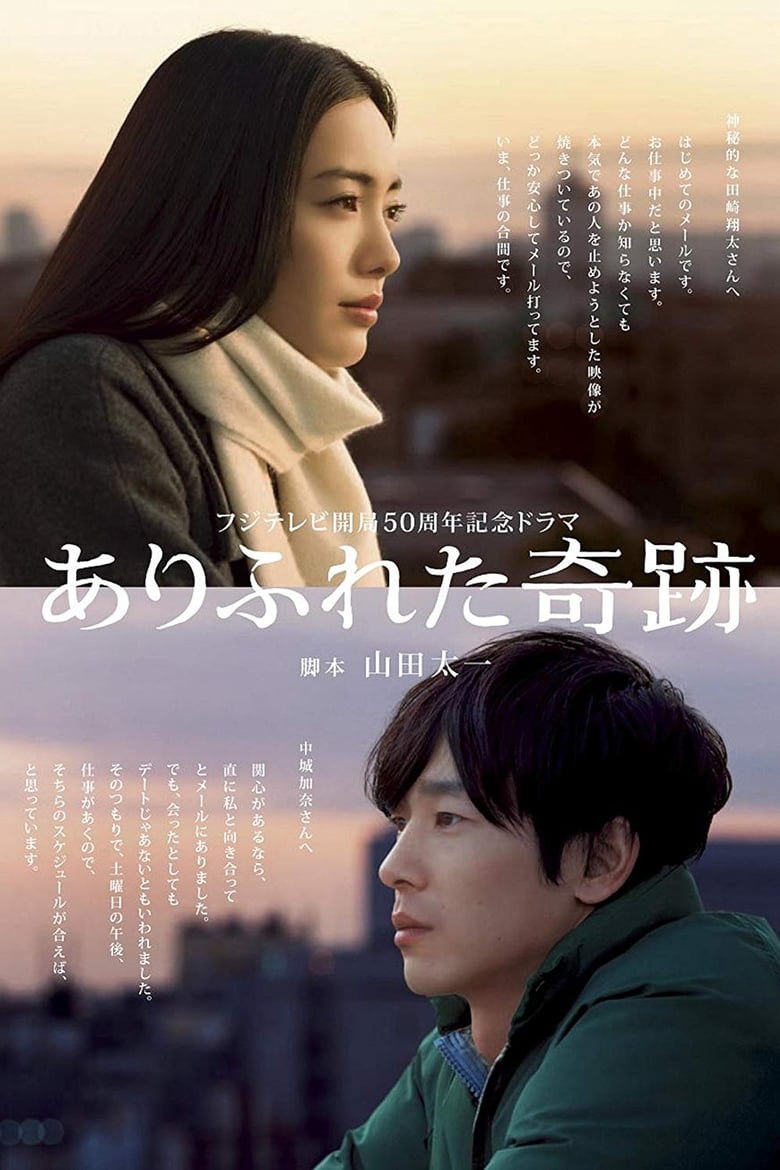 神秘的な田崎翔太さんへ
はじめてのメールです。
お仕事中だと思います。
どんな仕事か知らなくても
本気であの人を止めようとした映像が
焼きついているので、
どっか安心してメール打ってます。
いま、仕事の合間です。
フジテレビ開局50周年記念ドラマ
ありふれた奇跡
脚本 山田太一
中城加奈さんへ
関心があるなら、
直に私と向き合って
とメールにありました。
でも、会ったとしても
デートじゃあないともいわれました。
そのつもりで、土曜日の午後、
仕事があくので、
そちらのスケジュールが合えば、
と思っています。